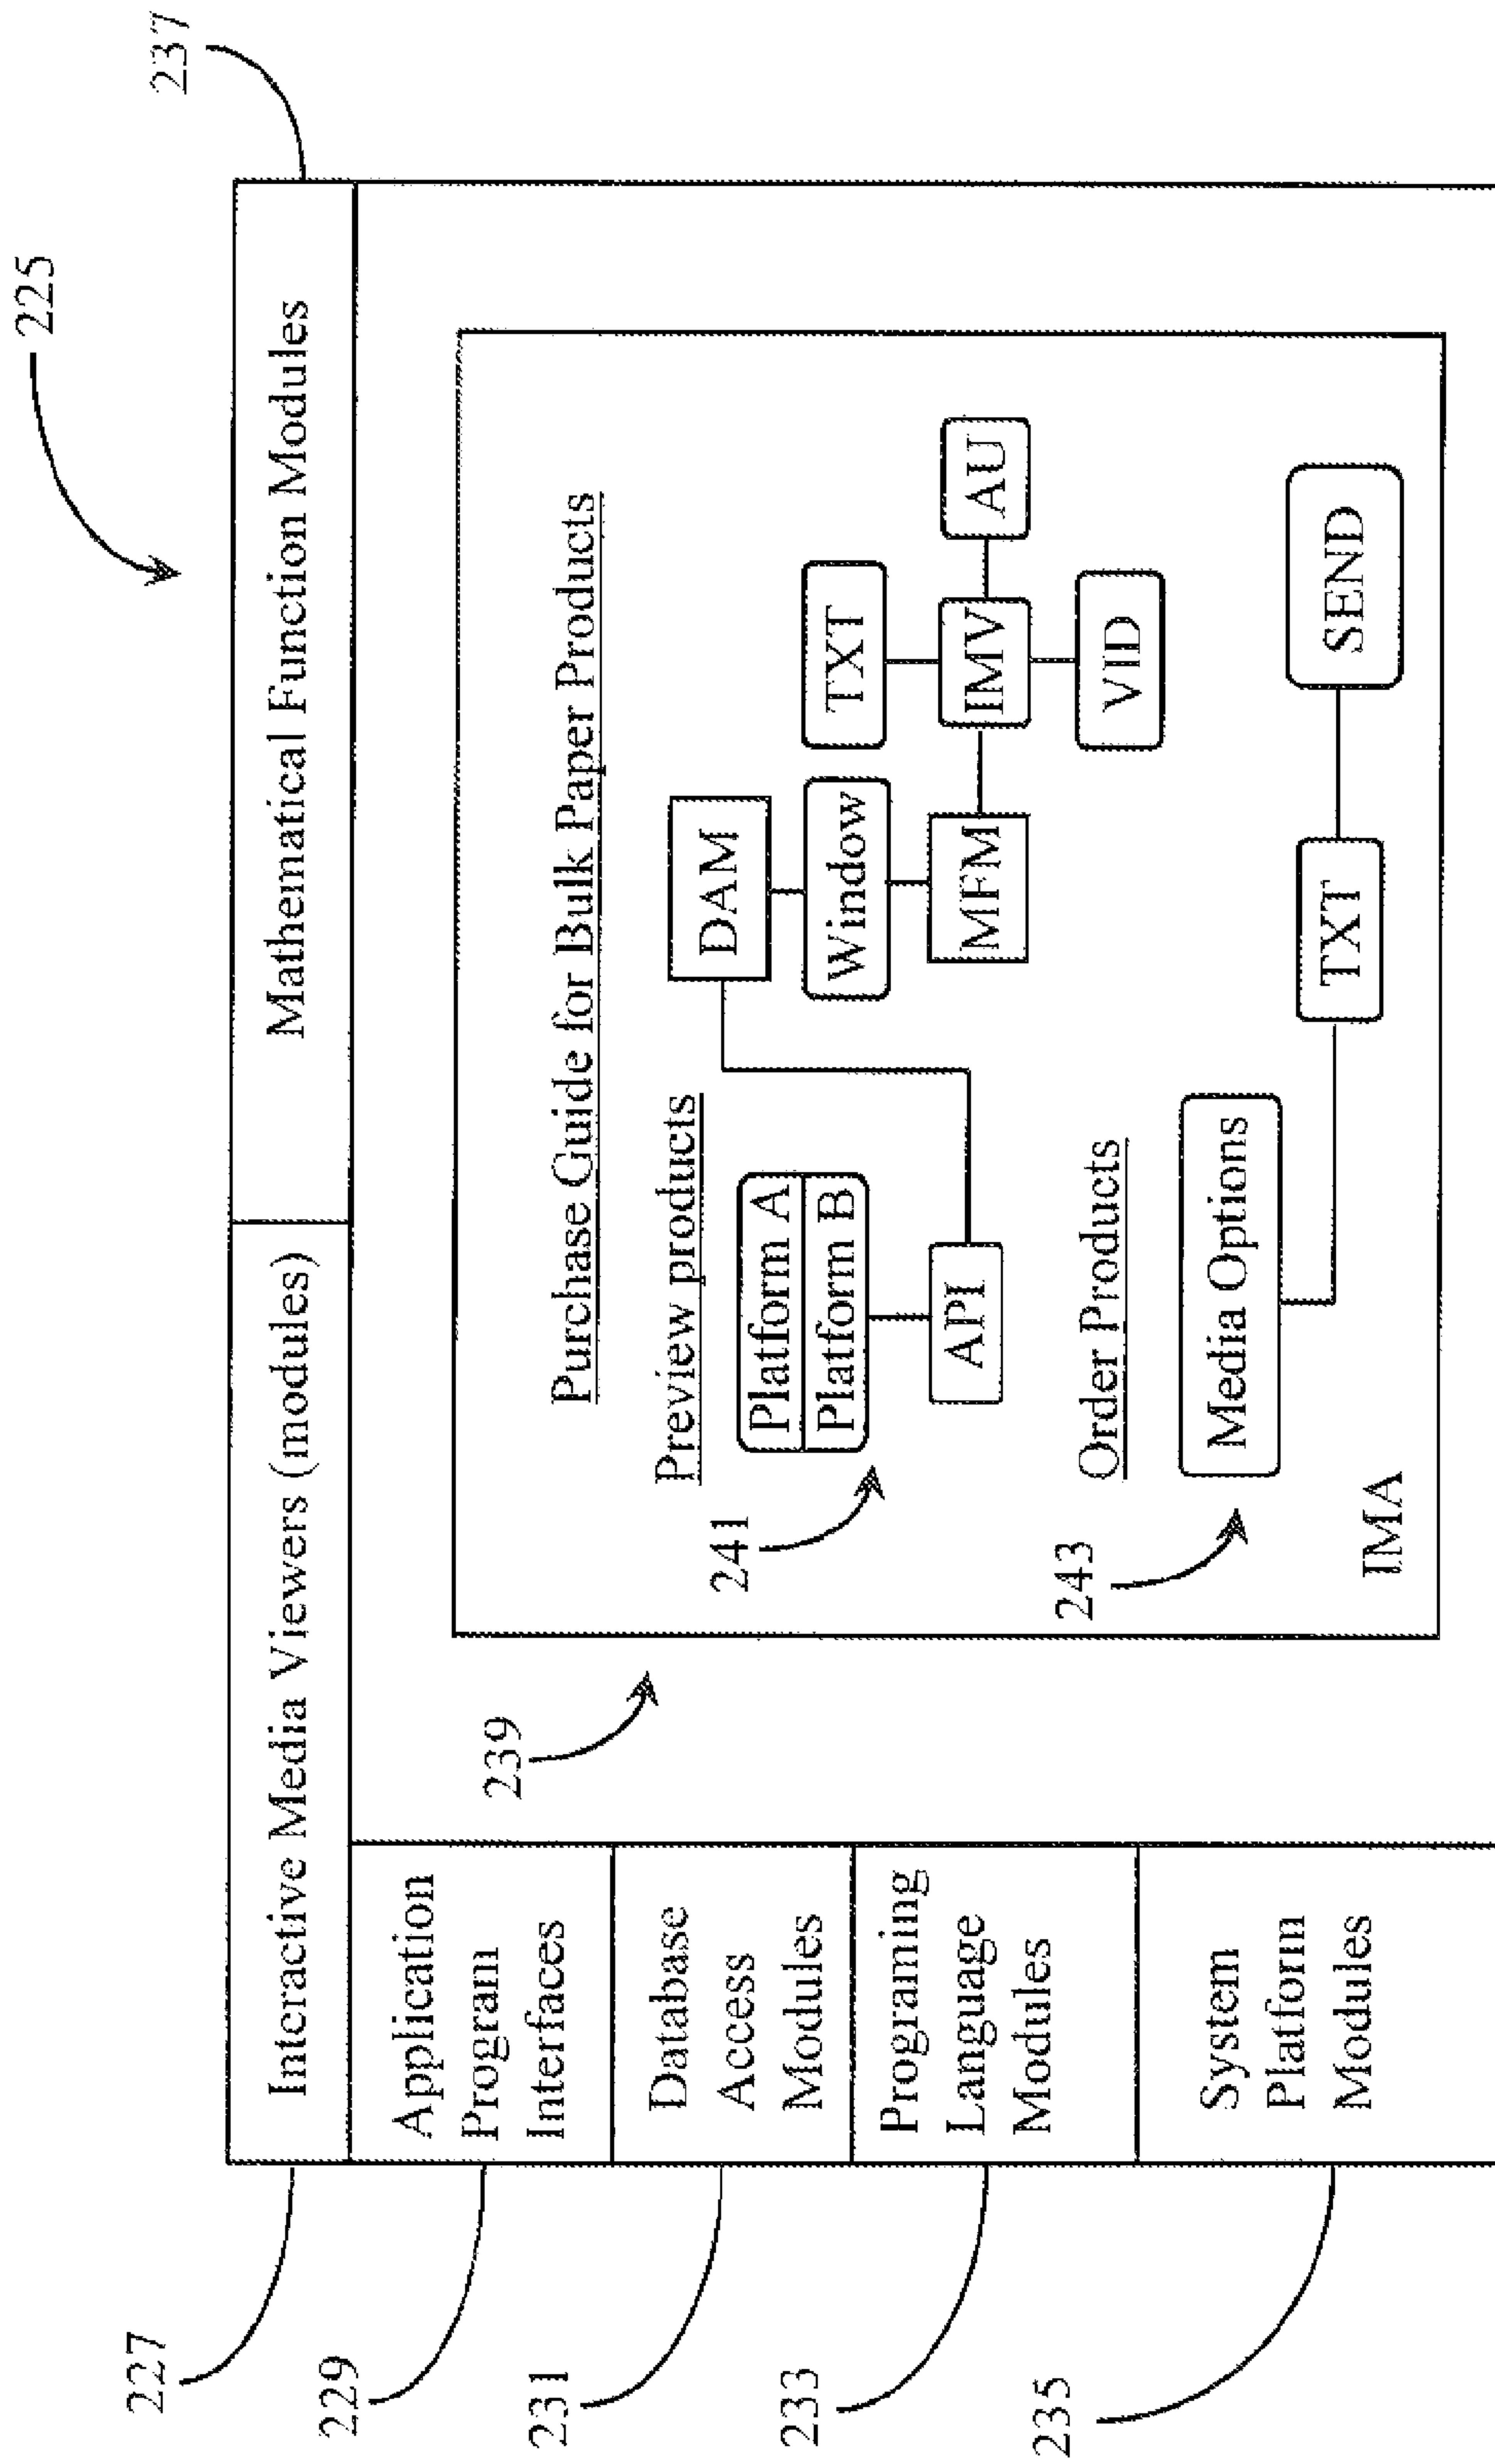 225
237
227
Interactive Media Viewers (modules)
Mathematical Function Modules
229
Application
Program
Interfaces
231
Database
Access
Modules
233
Programing
Language
Modules
235
System
Platform
Modules
239
Purchase Guide for Bulk Paper Products
Preview products
241
Platform A
Platform B
API
DAM
Window
MFM
TXT
IMV
AU
VID
Order Products
243
Media Options
TXT
SEND
IMA